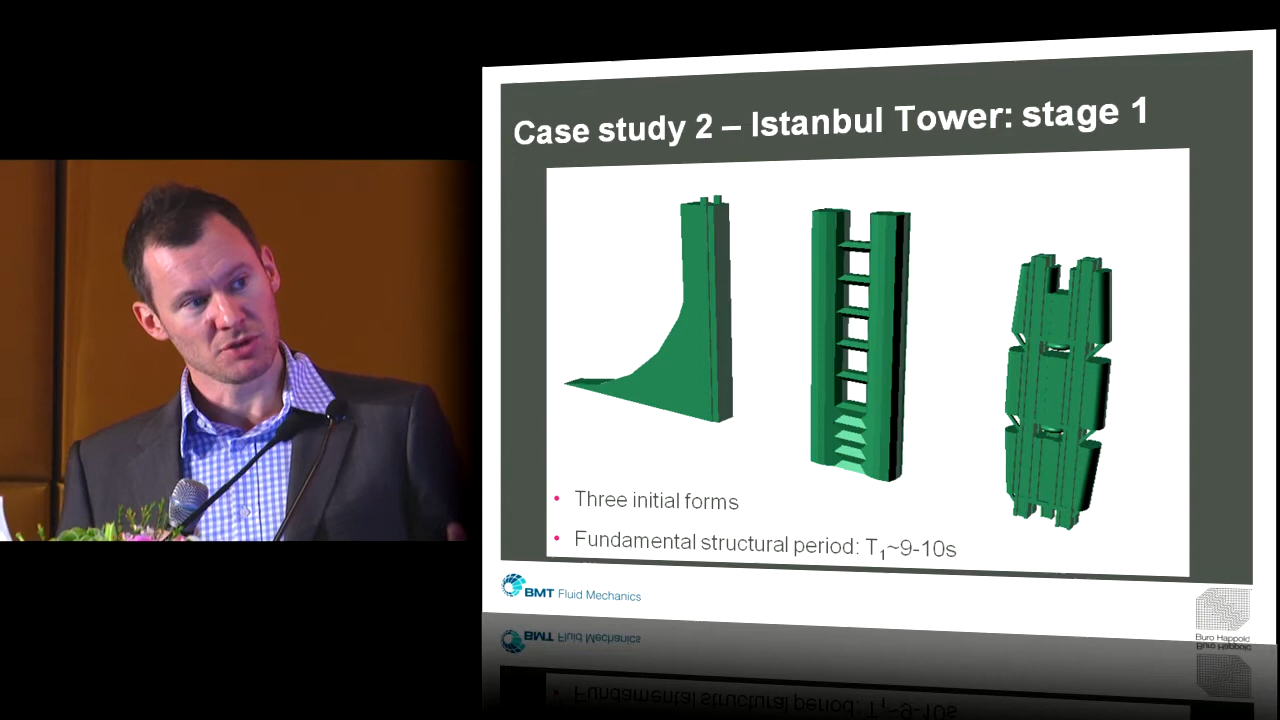 Case study 2 – Istanbul Tower: stage 1
• Three initial forms
• Fundamental structural period: T₁~9-10s
BMT Fluid Mechanics
Buro Happold